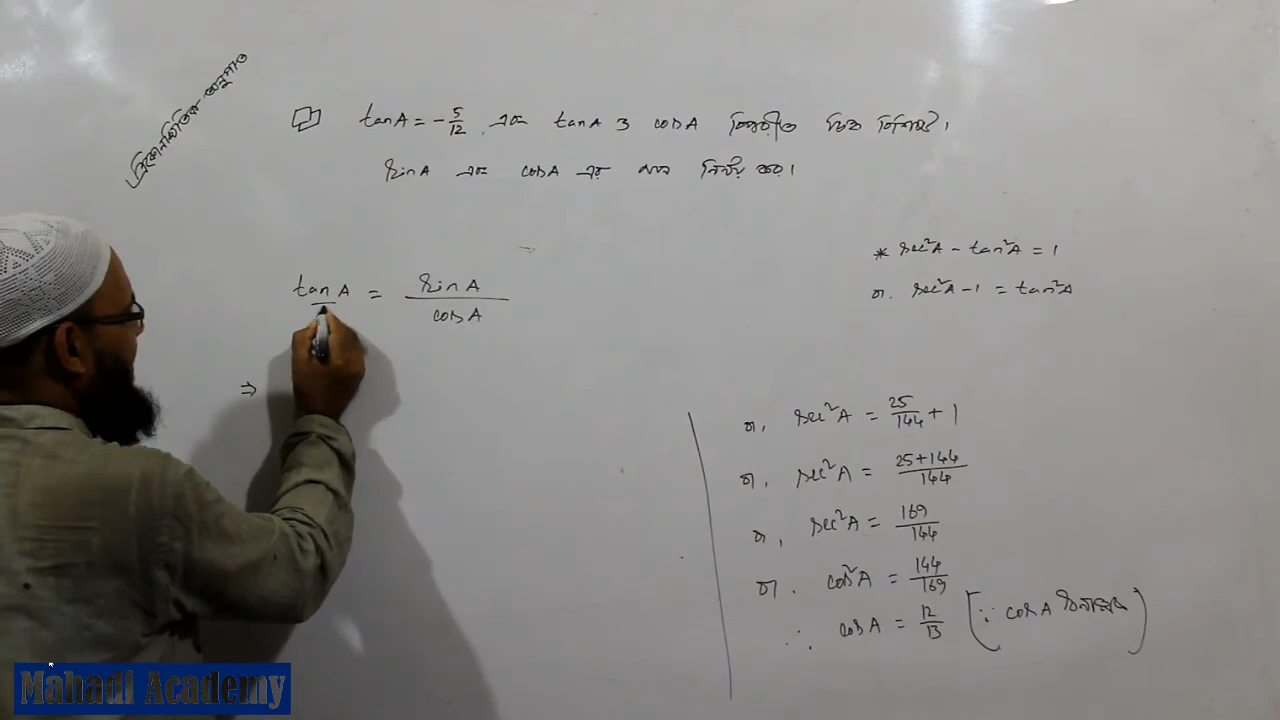 ত্রিকোণমিতিক অনুপাত
tanA = -5/12 এবং tanA ও cosA বিপরীত চিহ্ন বিশিষ্ট।
sinA এবং cosA এর মান নির্ণয় কর।
* sec²A - tan²A = 1
বা. sec²A - 1 = tan²A
tanA = sinA/cosA
⇒
বা, sec²A = 25/144 + 1
বা, sec²A = 25+144/144
বা, sec²A = 169/144
বা. cos²A = 144/169
∴ cosA = 12/13 [∵ cosA ধনাত্মক]
Mahadi Academy